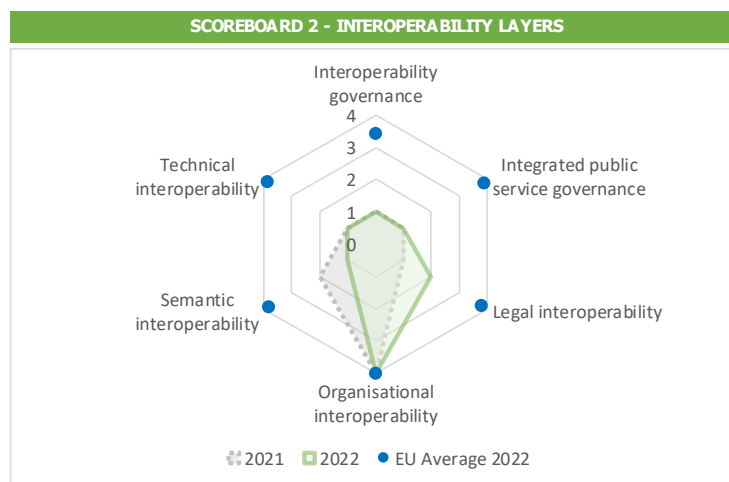 SCOREBOARD 2 - INTEROPERABILITY LAYERS
Interoperability
governance
4
3
2
1
0
Technical
interoperability
Integrated public
service governance
Semantic
interoperability
Legal interoperability
Organisational
interoperability
2021
2022
EU Average 2022